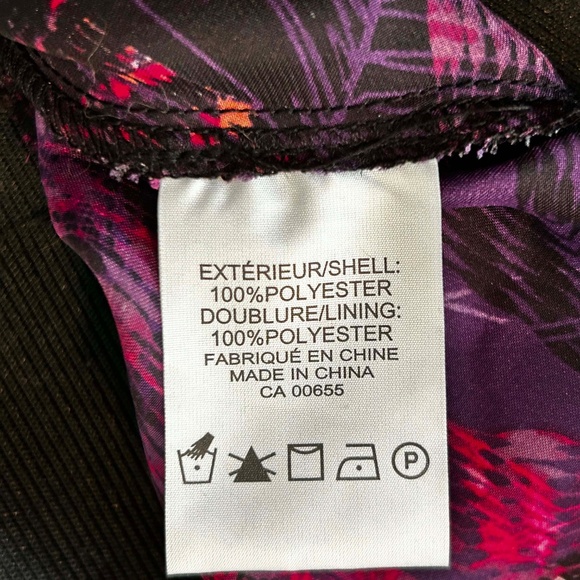 EXTÉRIEUR/SHELL:
100%POLYESTER
DOUBLURE/LINING:
100%POLYESTER
FABRIQUÉ EN CHINE
MADE IN CHINA
CA 00655
P